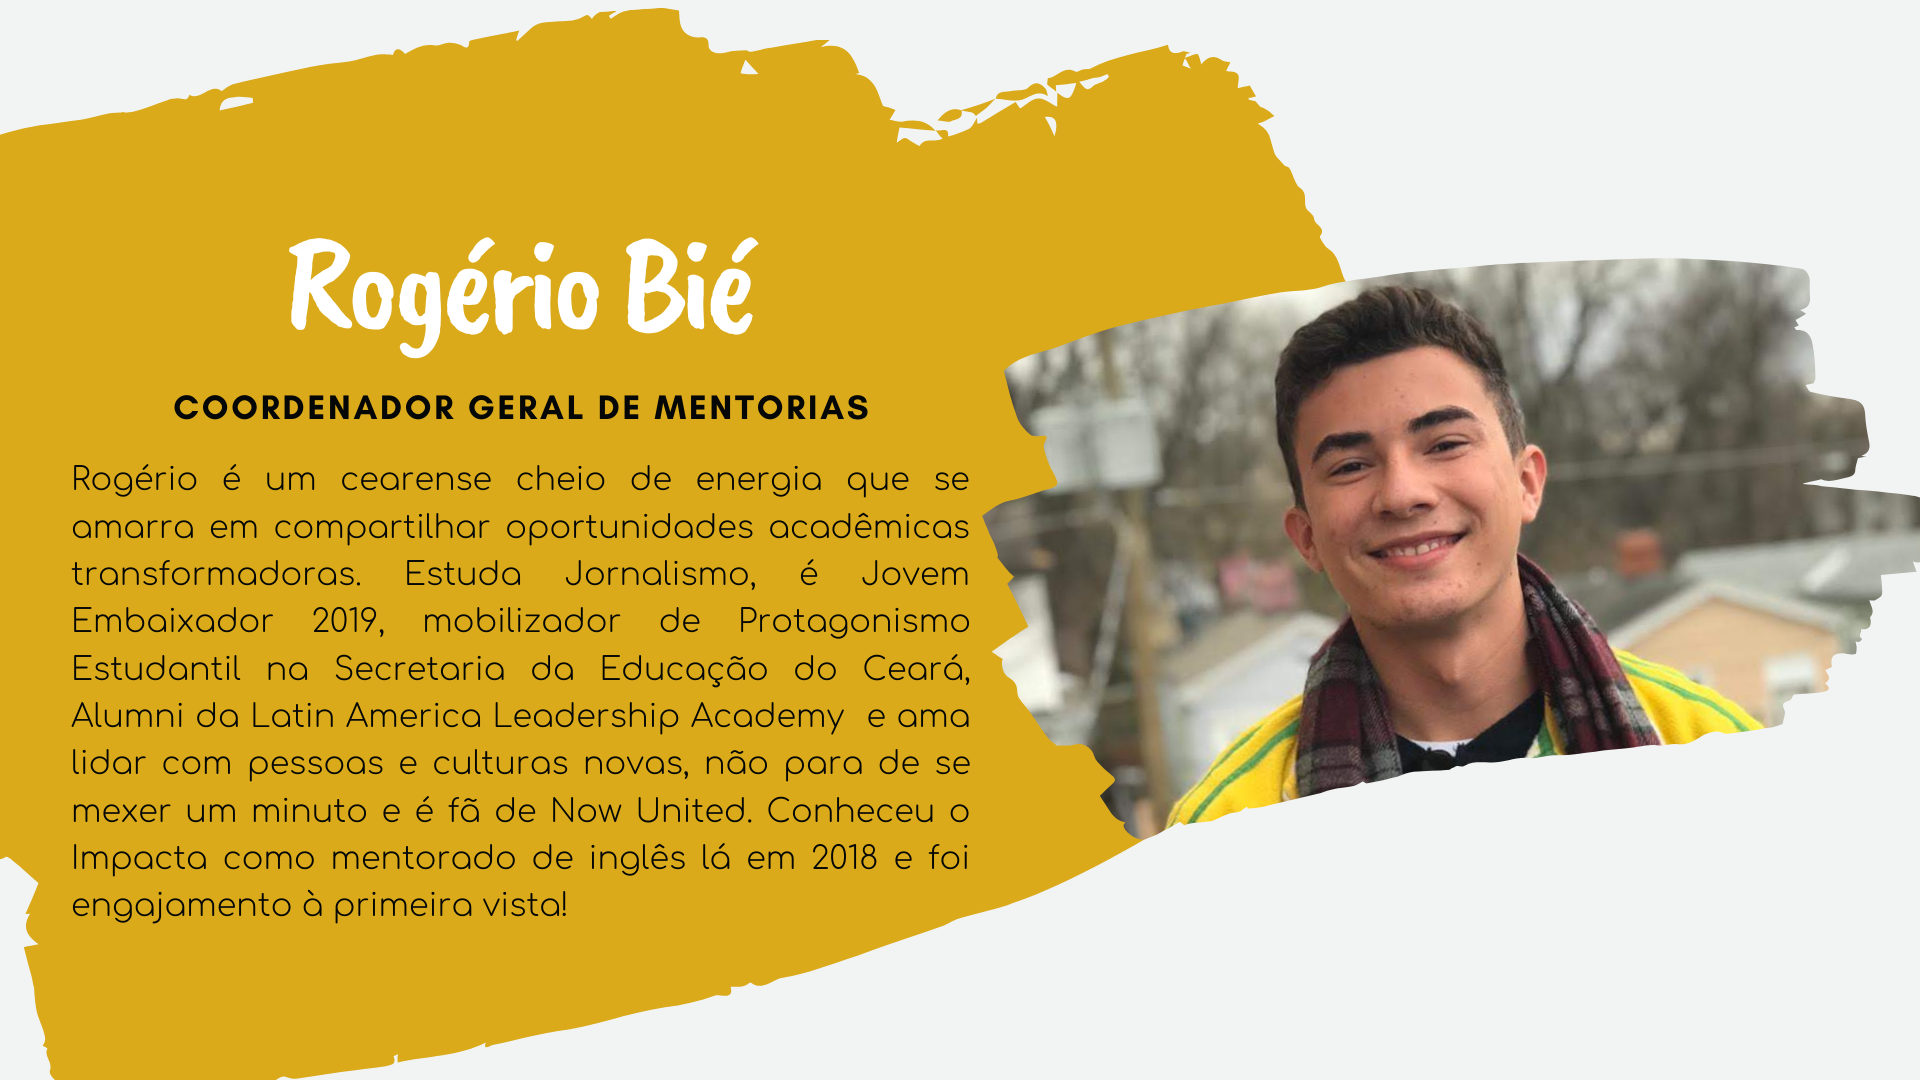 Rogério Bié
COORDENADOR GERAL DE MENTORIAS
Rogério é um cearense cheio de energia que se
amarra em compartilhar oportunidades acadêmicas
transformadoras. Estuda Jornalismo, é Jovem
Embaixador 2019, mobilizador de Protagonismo
Estudantil na Secretaria da Educação do Ceará,
Alumni da Latin America Leadership Academy e ama
lidar com pessoas e culturas novas, não para de se
mexer um minuto e é fã de Now United. Conheceu o
Impacta como mentorado de inglês lá em 2018 e foi
engajamento à primeira vista!